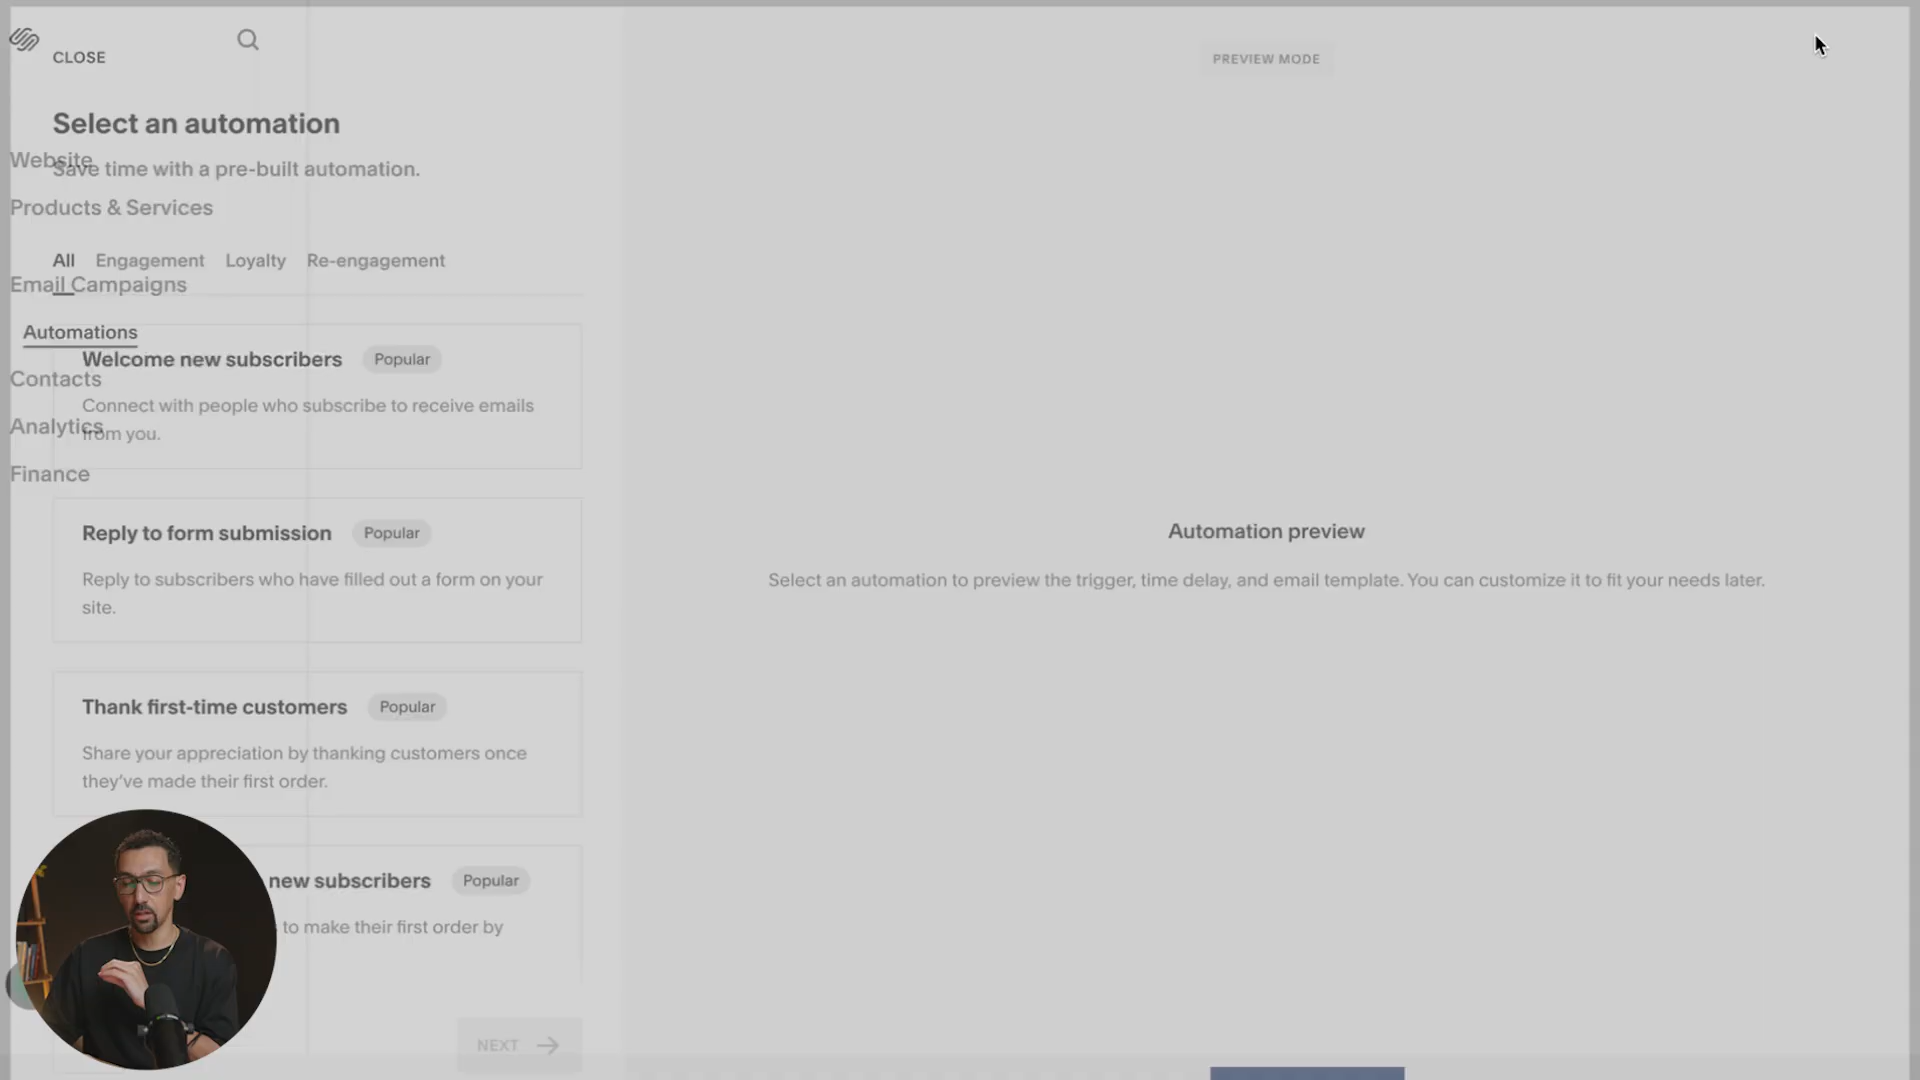 CLOSE
PREVIEW MODE
Select an automation
Website
Save time with a pre-built automation.
Products & Services
All Engagement Loyalty Re-engagement
Email Campaigns
Automations
Welcome new subscribers Popular
Contacts
Connect with people who subscribe to receive emails
Analytics
from you.
Finance
Reply to form submission Popular
Reply to subscribers who have filled out a form on your
site.
Automation preview
Select an automation to preview the trigger, time delay, and email template. You can customize it to fit your needs later.
Thank first-time customers Popular
Share your appreciation by thanking customers once
they've made their first order.
new subscribers Popular
to make their first order by
NEXT